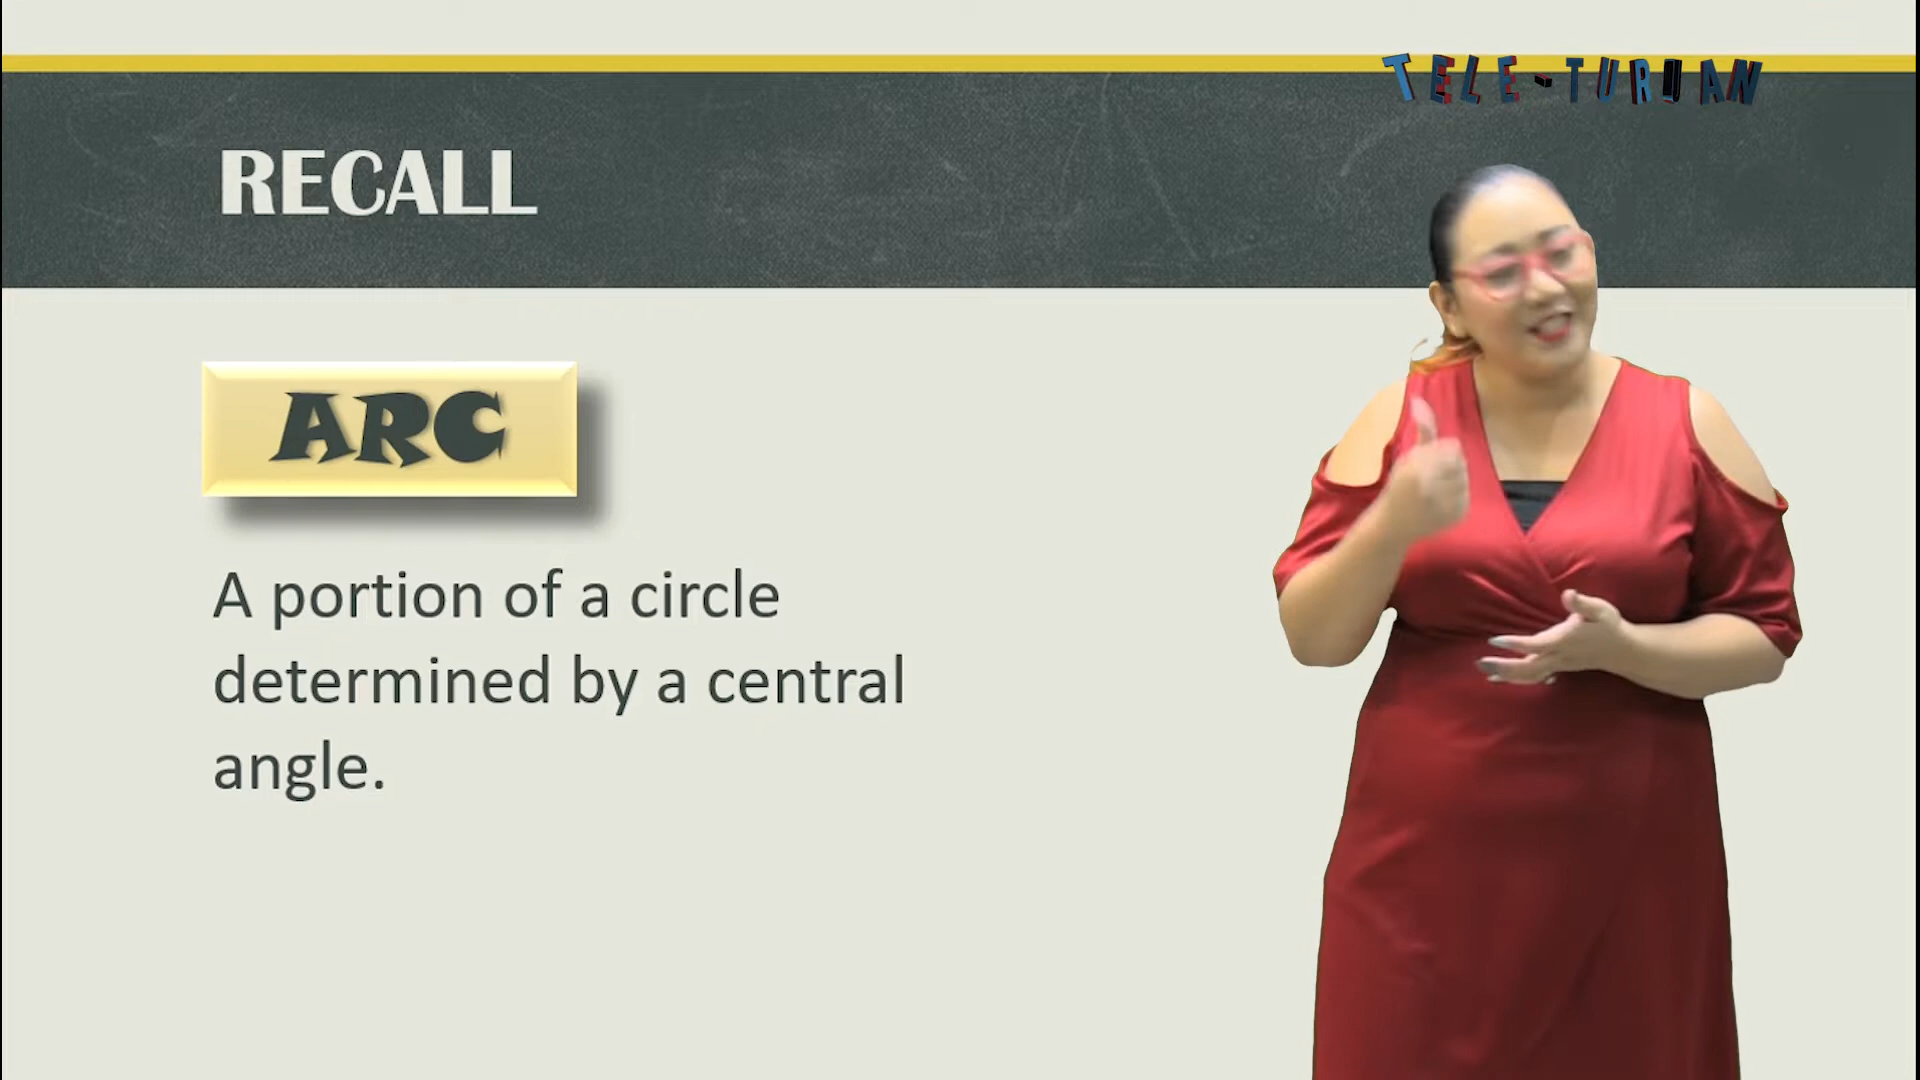 TELE-TURUAN
RECALL
ARC
A portion of a circle
determined by a central
angle.